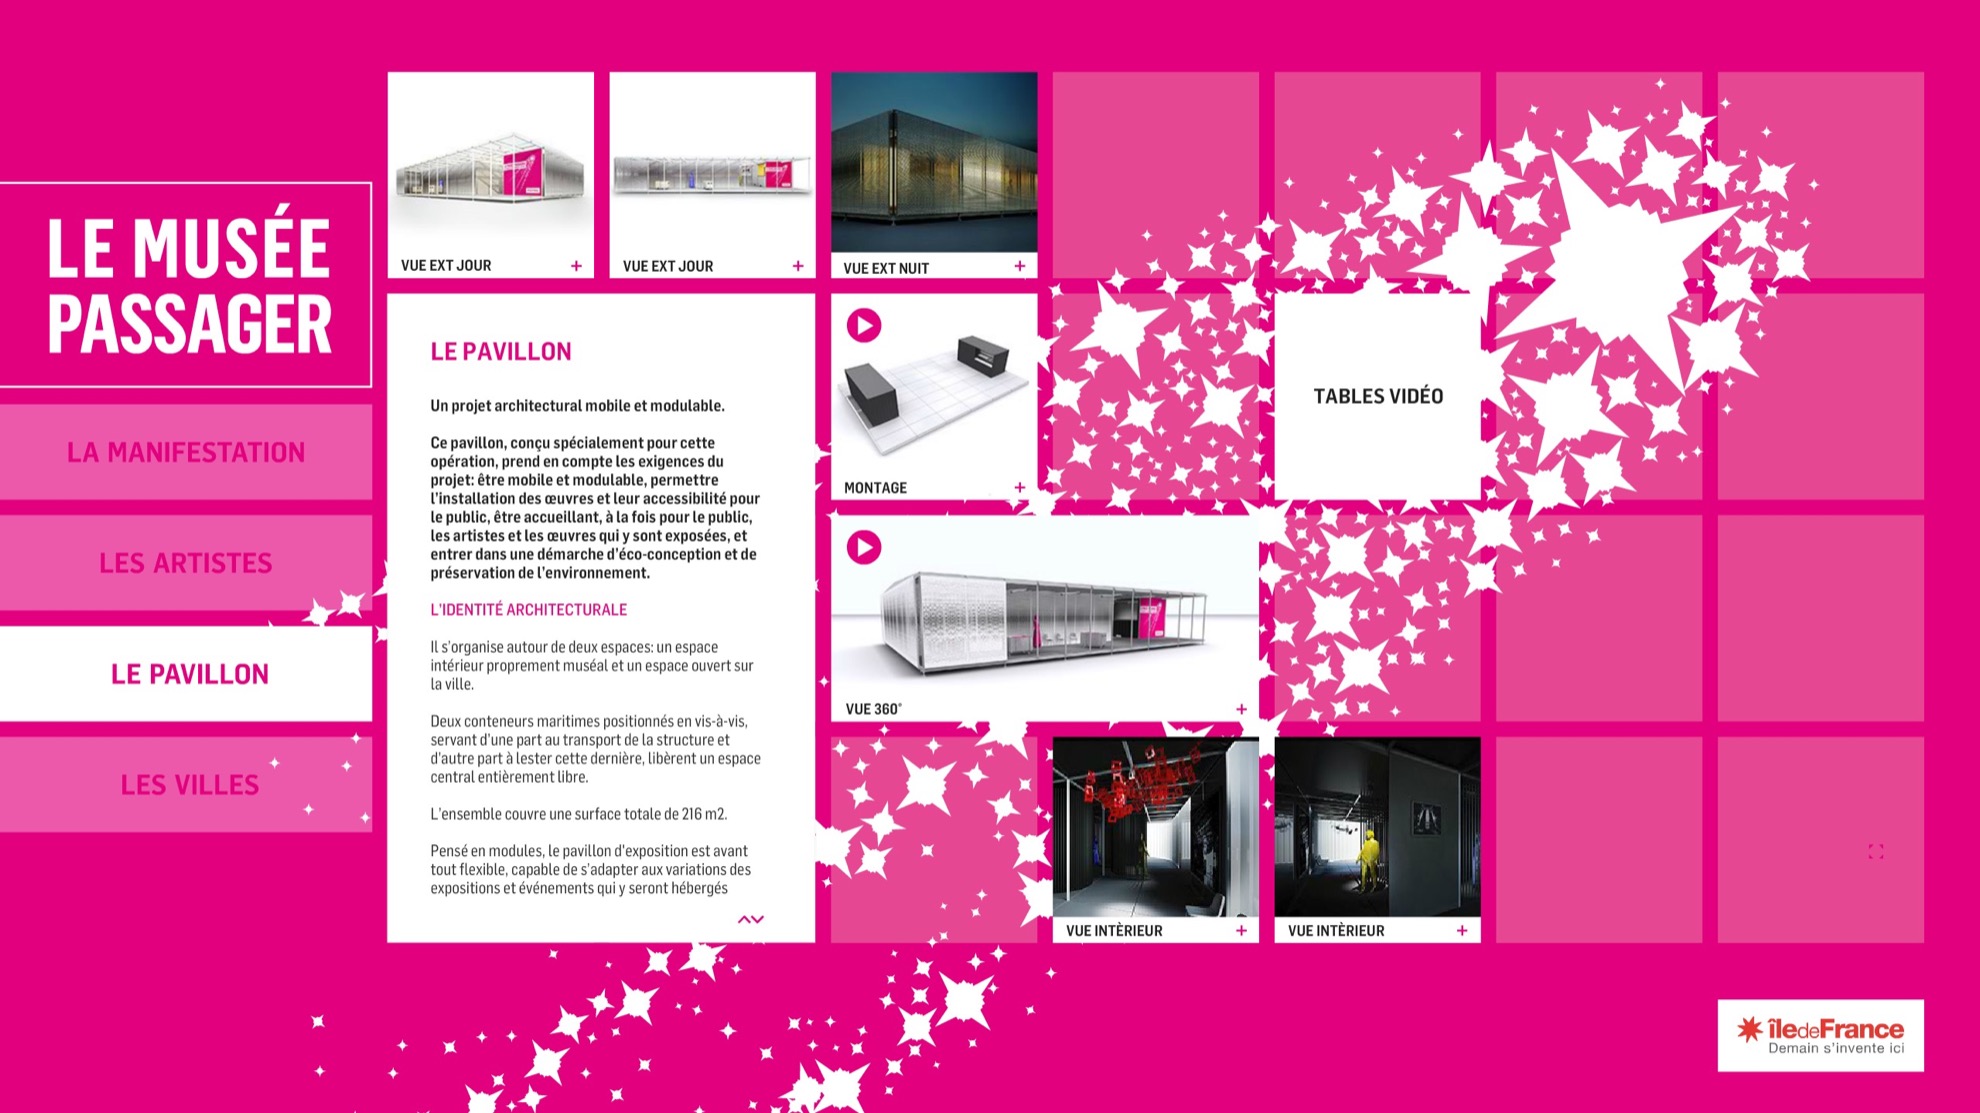 LE MUSÉE
PASSAGER
LA MANIFESTATION
LES ARTISTES
LE PAVILLON
LES VILLES
VUE EXT JOUR +
VUE EXT JOUR +
VUE EXT NUIT +
LE PAVILLON
Un projet architectural mobile et modulable.
Ce pavillon, conçu spécialement pour cette
opération, prend en compte les exigences du
projet: être mobile et modulable, permettre
l'installation des œuvres et leur accessibilité pour
le public, être accueillant, à la fois pour le public,
les artistes et les œuvres qui y sont exposées, et
entrer dans une démarche d'éco-conception et de
préservation de l'environnement.
L'IDENTITÉ ARCHITECTURALE
Il s'organise autour de deux espaces: un espace
intérieur proprement muséal et un espace ouvert sur
la ville.
Deux conteneurs maritimes positionnés en vis-à-vis,
servant d'une part au transport de la structure et
d'autre part à lester cette dernière, libèrent un espace
central entièrement libre.
L'ensemble couvre une surface totale de 216 m2.
Pensé en modules, le pavillon d'exposition est avant
tout flexible, capable de s'adapter aux variations des
expositions et événements qui y seront hébergés
MONTAGE +
TABLES VIDÉO
VUE 360° +
VUE INTÈRIEUR +
VUE INTÈRIEUR +
îledeFrance
Demain s'invente ici